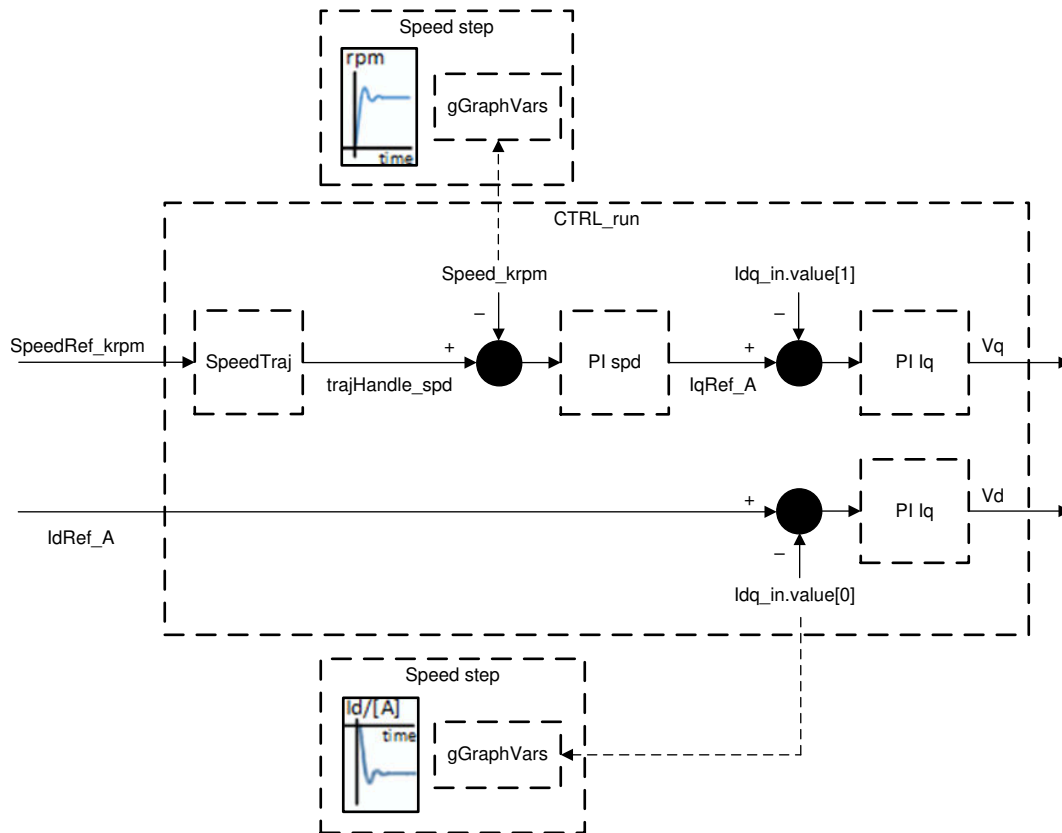 Speed step
rpm
gGraphVars
time
CTRL_run
Speed_krpm
Idq_in.value[1]
–
–
SpeedRef_krpm
SpeedTraj
+
PI spd
+
PI Iq
Vq
trajHandle_spd
IqRef_A
Vd
+
PI Iq
IdRef_A
–
Idq_in.value[0]
Speed step
Id/[A]
time
gGraphVars